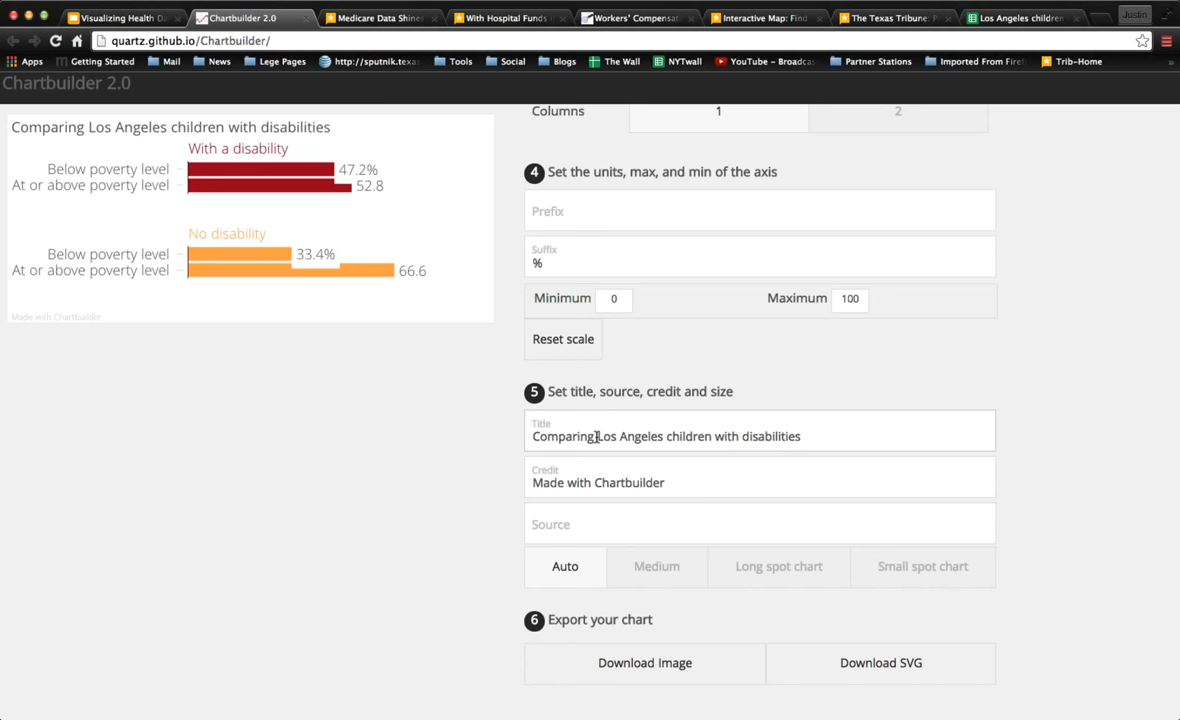 Visualizing Health Da
Chartbuilder 2.0
Medicare Data Shines
With Hospital Funds
Workers' Compensat
Interactive Map: Find
The Texas Tribune:
Los Angeles children
Justin
quartz.github.io/Chartbuilder/
Apps
Getting Started
Mail
News
Lege Pages
http://sputnik.texas
Tools
Social
Blogs
The Wall
NYTwall
YouTube - Broadcas
Partner Stations
Imported From Firef
Trib-Home
»
Chartbuilder 2.0
Comparing Los Angeles children with disabilities
With a disability
Below poverty level 47.2%
At or above poverty level 52.8
No disability
Below poverty level 33.4%
At or above poverty level 66.6
Made with Chartbuilder
Columns 1 2
4 Set the units, max, and min of the axis
Prefix
Suffix
%
Minimum 0 Maximum 100
Reset scale
5 Set title, source, credit and size
Title
Comparing Los Angeles children with disabilities
Credit
Made with Chartbuilder
Source
Auto Medium Long spot chart Small spot chart
6 Export your chart
Download Image Download SVG